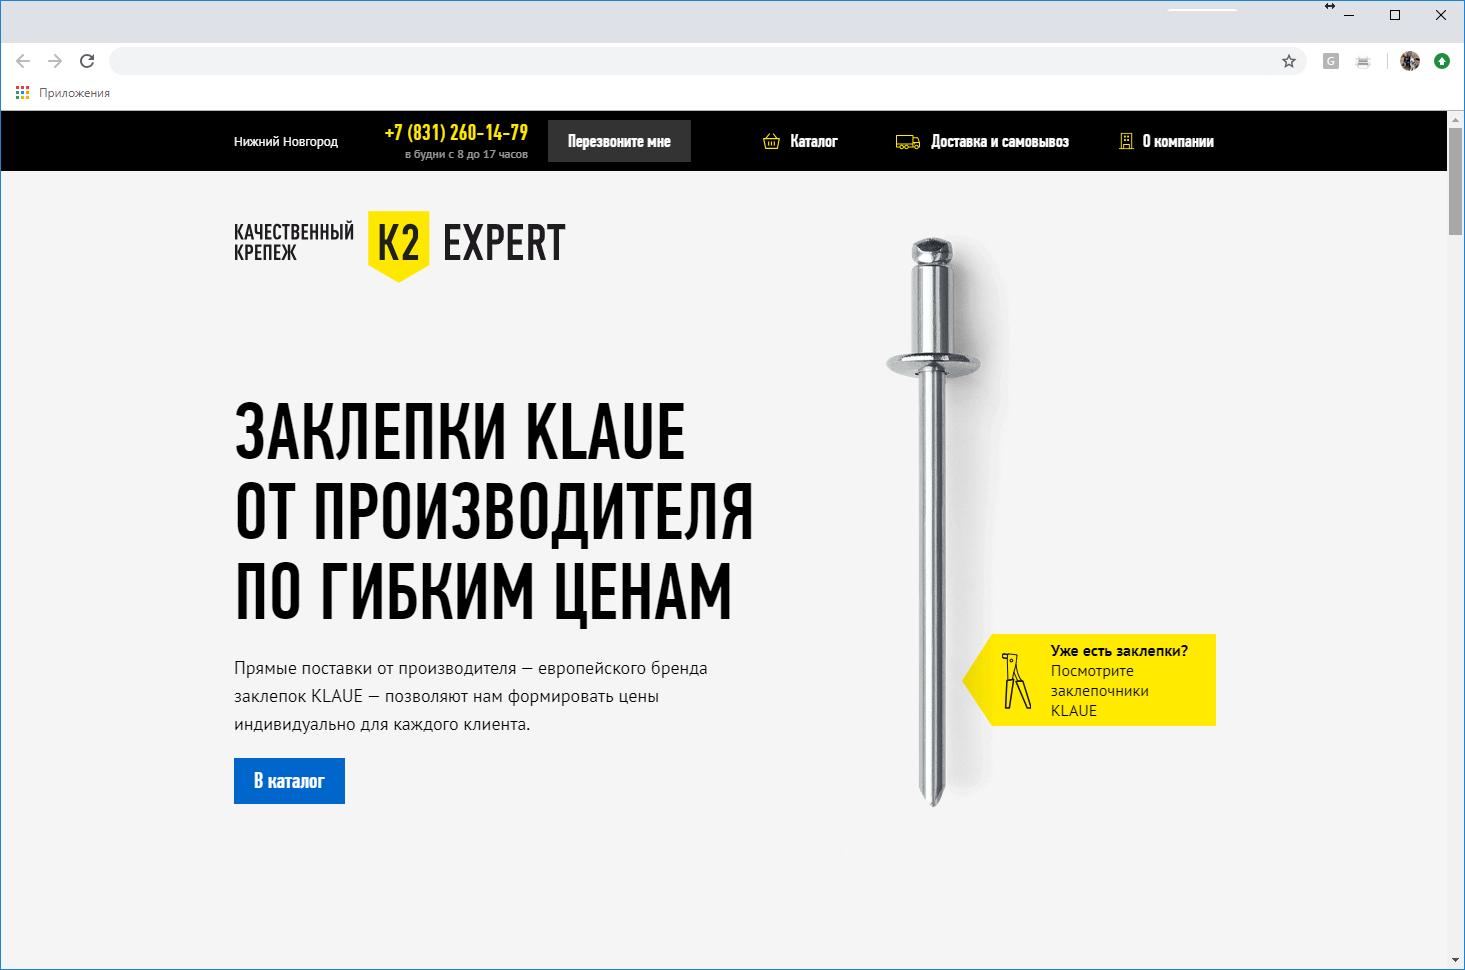 Приложения
Нижний Новгород
+7 (831) 260-14-79
в будни с 8 до 17 часов
Перезвоните мне
Каталог
Доставка и самовывоз
О компании
КАЧЕСТВЕННЫЙ
КРЕПЕЖ
K2
EXPERT
ЗАКЛЕПКИ KLAUE
ОТ ПРОИЗВОДИТЕЛЯ
ПО ГИБКИМ ЦЕНАМ
Прямые поставки от производителя — европейского бренда
заклепок KLAUE — позволяют нам формировать цены
индивидуально для каждого клиента.
В каталог
Уже есть заклепки?
Посмотрите
заклепочники
KLAUE
G